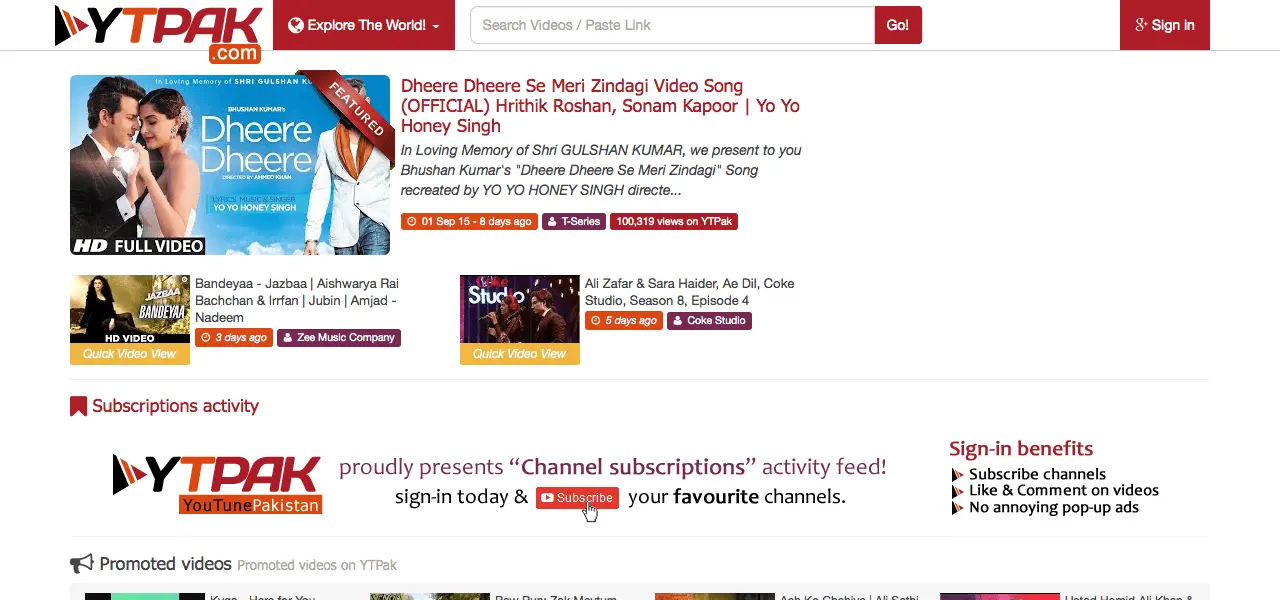 YTPAK
.com
Explore The World!
Search Videos / Paste Link
Go!
Sign in
In Loving Memory of SHRI GULSHAN
FEATURED
BHUSHAN KUMAR'S
Dheere
Dheere
DIRECTED BY AHMED KHAN
LYRICS, MUSIC & SINGER
YO YO HONEY SINGH
HD FULL VIDEO
Dheere Dheere Se Meri Zindagi Video Song
(OFFICIAL) Hrithik Roshan, Sonam Kapoor | Yo Yo
Honey Singh
In Loving Memory of Shri GULSHAN KUMAR, we present to you
Bhushan Kumar's "Dheere Dheere Se Meri Zindagi" Song
recreated by YO YO HONEY SINGH directe...
01 Sep 15 - 8 days ago T-Series 100,319 views on YTPak
JAZBAA
BANDEYAA
HD VIDEO
Quick Video View
Bandeyaa - Jazbaa | Aishwarya Rai
Bachchan & Irrfan | Jubin | Amjad -
Nadeem
3 days ago Zee Music Company
Coke
Studio
Quick Video View
Ali Zafar & Sara Haider, Ae Dil, Coke
Studio, Season 8, Episode 4
5 days ago Coke Studio
Subscriptions activity
YTPAK
YouTunePakistan
proudly presents “Channel subscriptions” activity feed!
sign-in today & Subscribe your favourite channels.
Sign-in benefits
Subscribe channels
Like & Comment on videos
No annoying pop-up ads
Promoted videos Promoted videos on YTPak